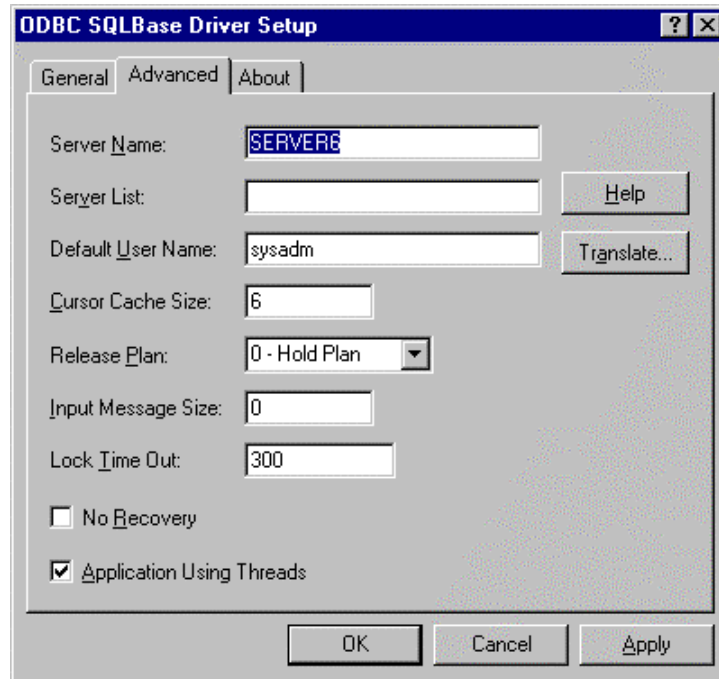 ODBC SQLBase Driver Setup
General Advanced About
Server Name: SERVER6
Server List: Help
Default User Name: sysadm Translate...
Cursor Cache Size: 6
Release Plan: 0 - Hold Plan
Input Message Size: 0
Lock Time Out: 300
No Recovery
Application Using Threads
OK Cancel Apply